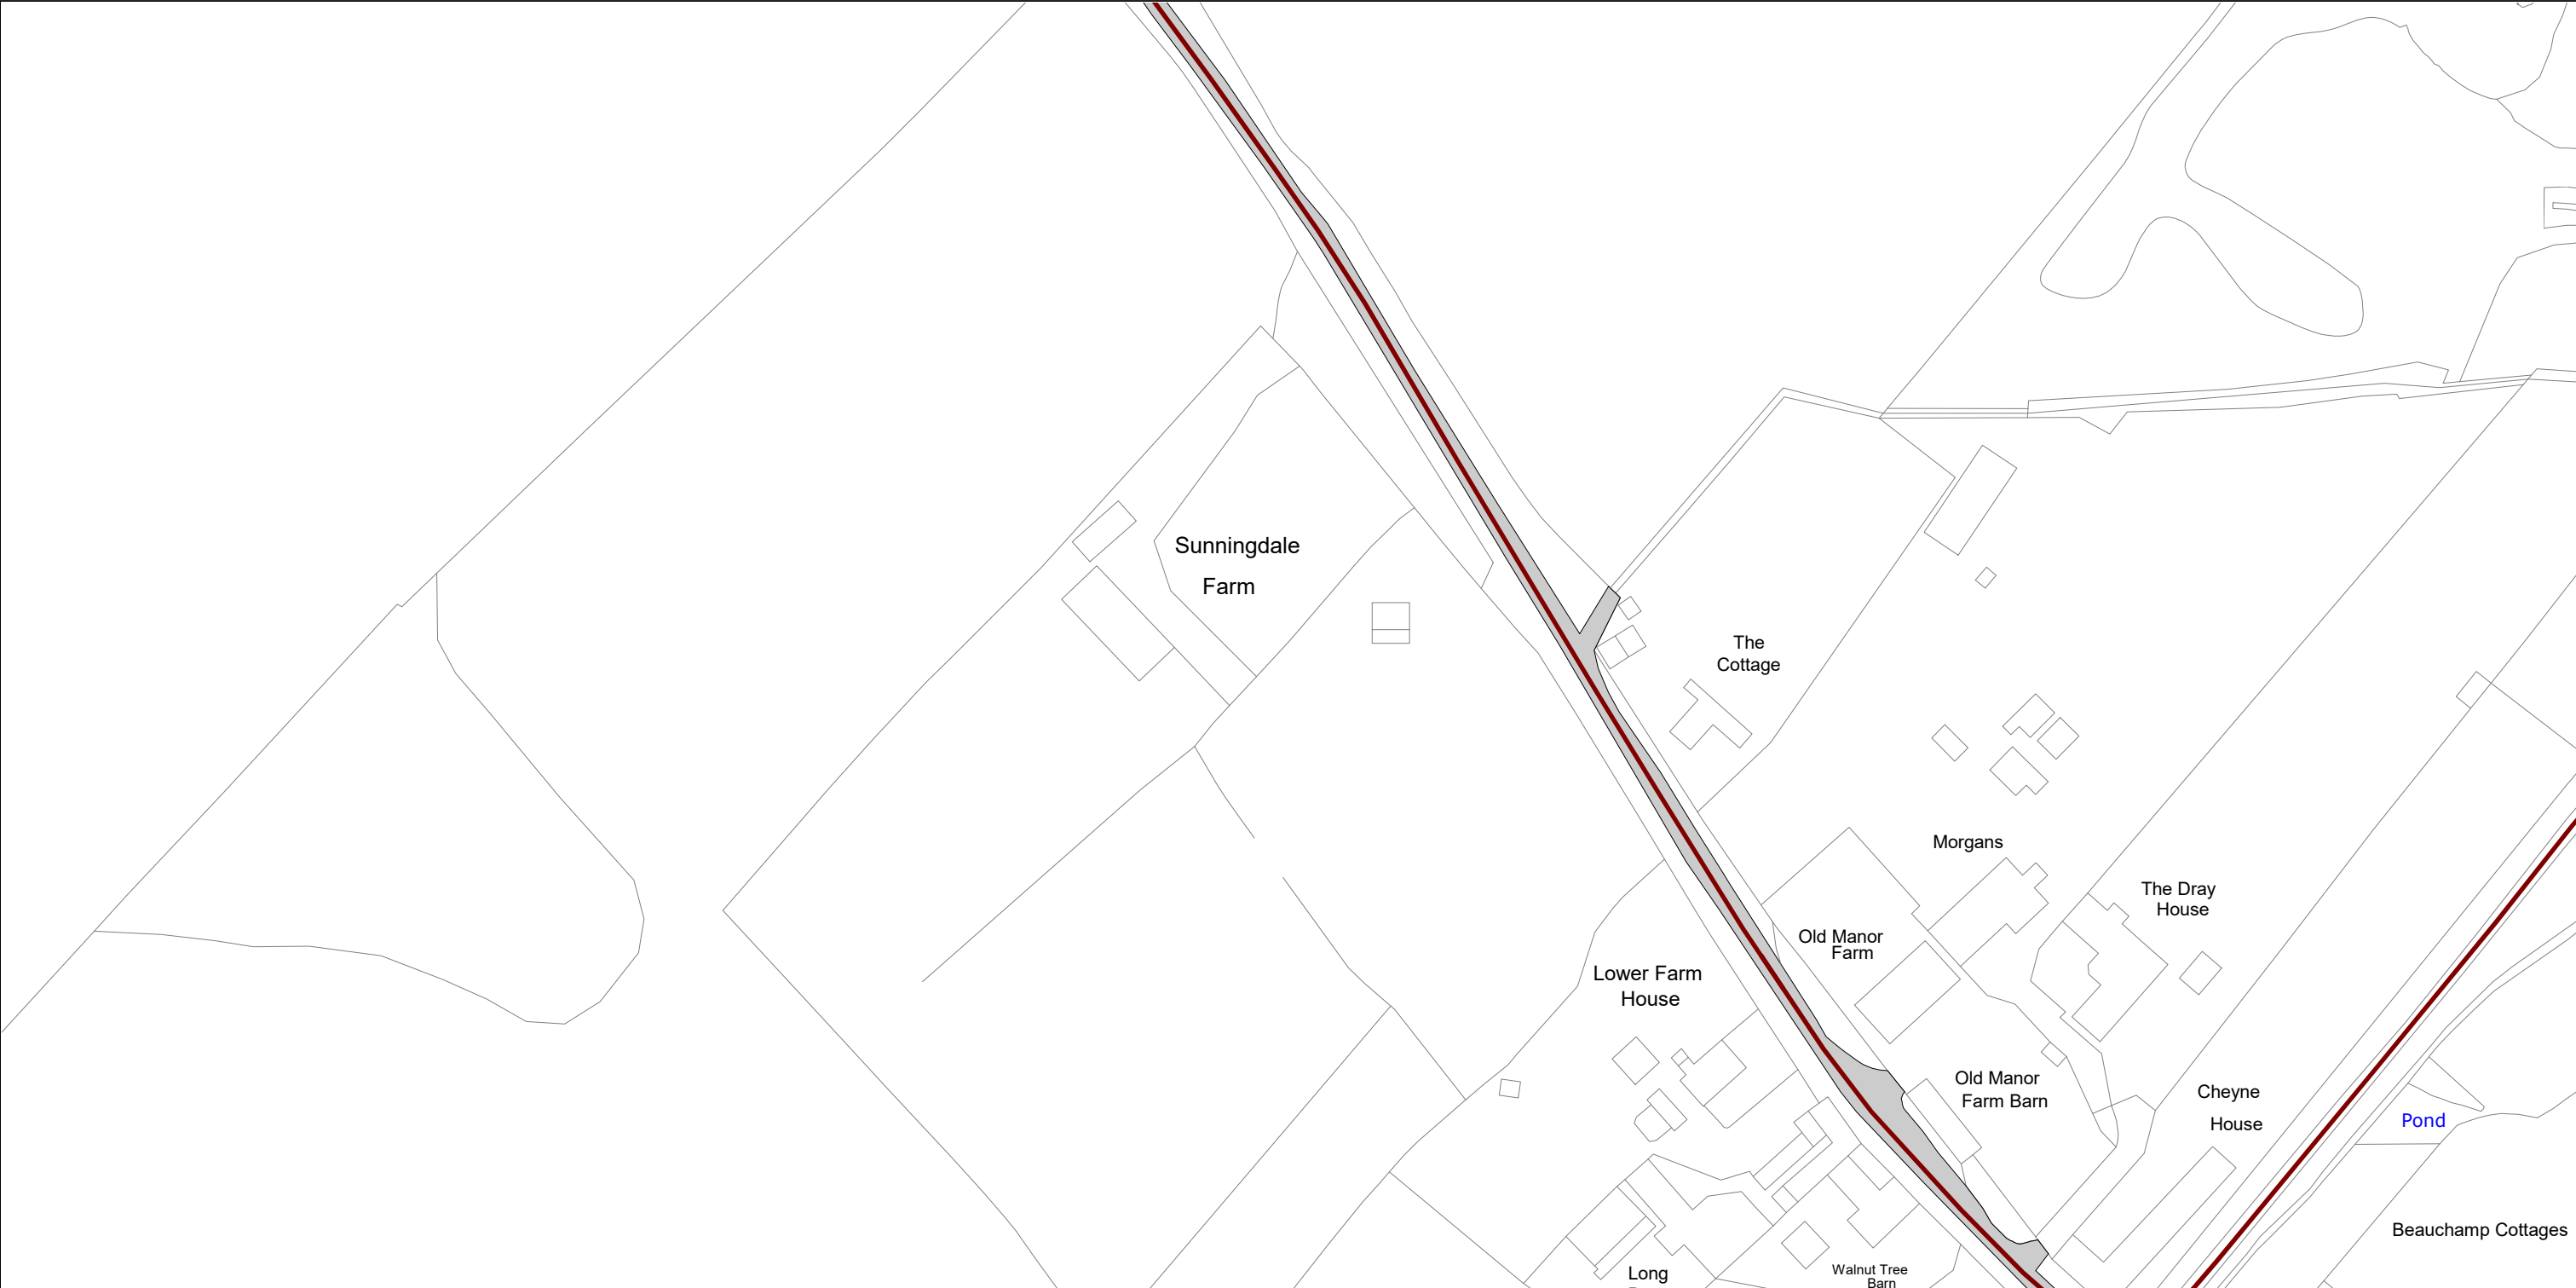 Sunningdale
Farm
The
Cottage
Morgans
The Dray
House
Old Manor
Farm
Lower Farm
House
Old Manor
Farm Barn
Cheyne
House
Pond
Beauchamp Cottages
Long
Walnut Tree
Barn